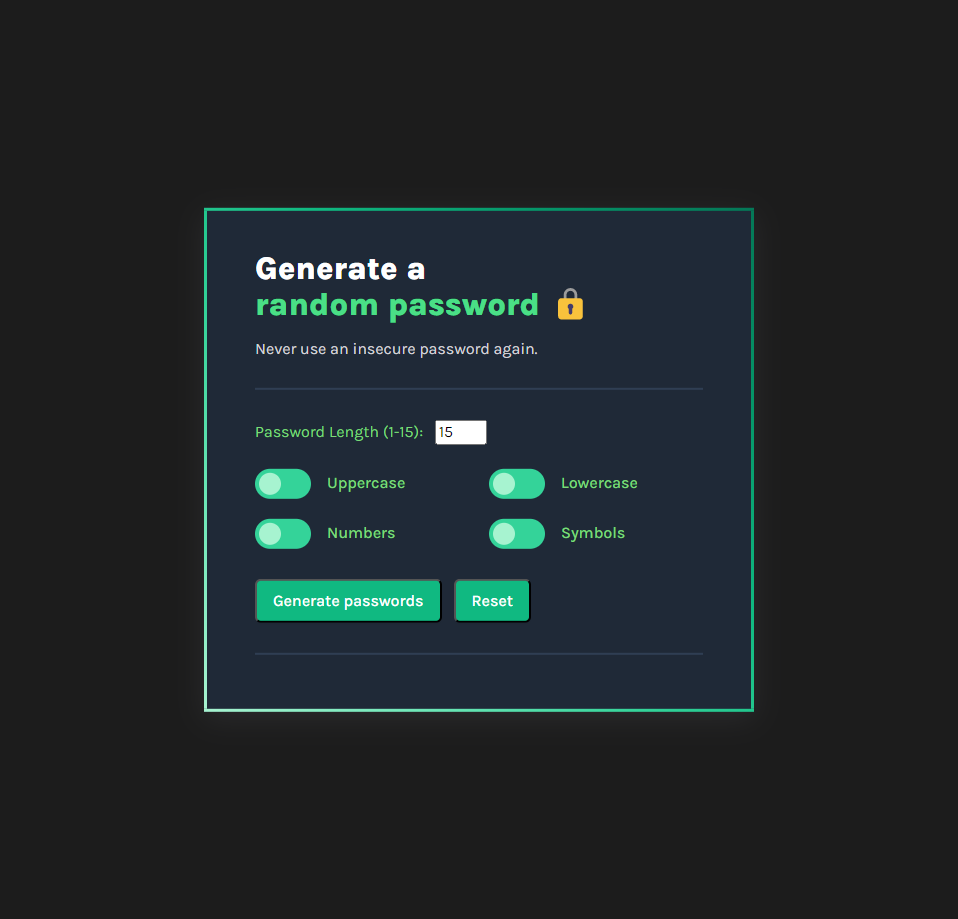 Generate a
random password
Never use an insecure password again.
Password Length (1-15): 15
Uppercase Lowercase
Numbers Symbols
Generate passwords Reset